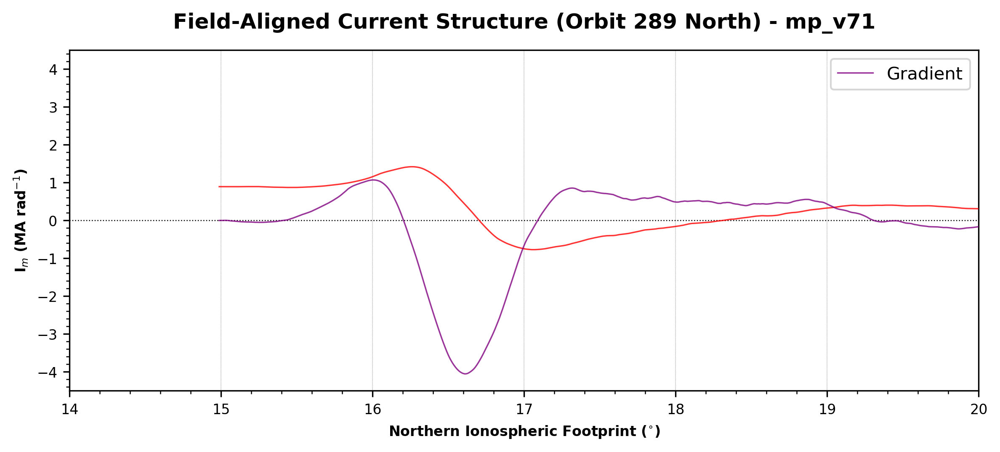 Field-Aligned Current Structure (Orbit 289 North) - mp_v71
Gradient
I_m (MA rad⁻¹)
4
3
2
1
0
−1
−2
−3
−4
14 15 16 17 18 19 20
Northern Ionospheric Footprint (°)